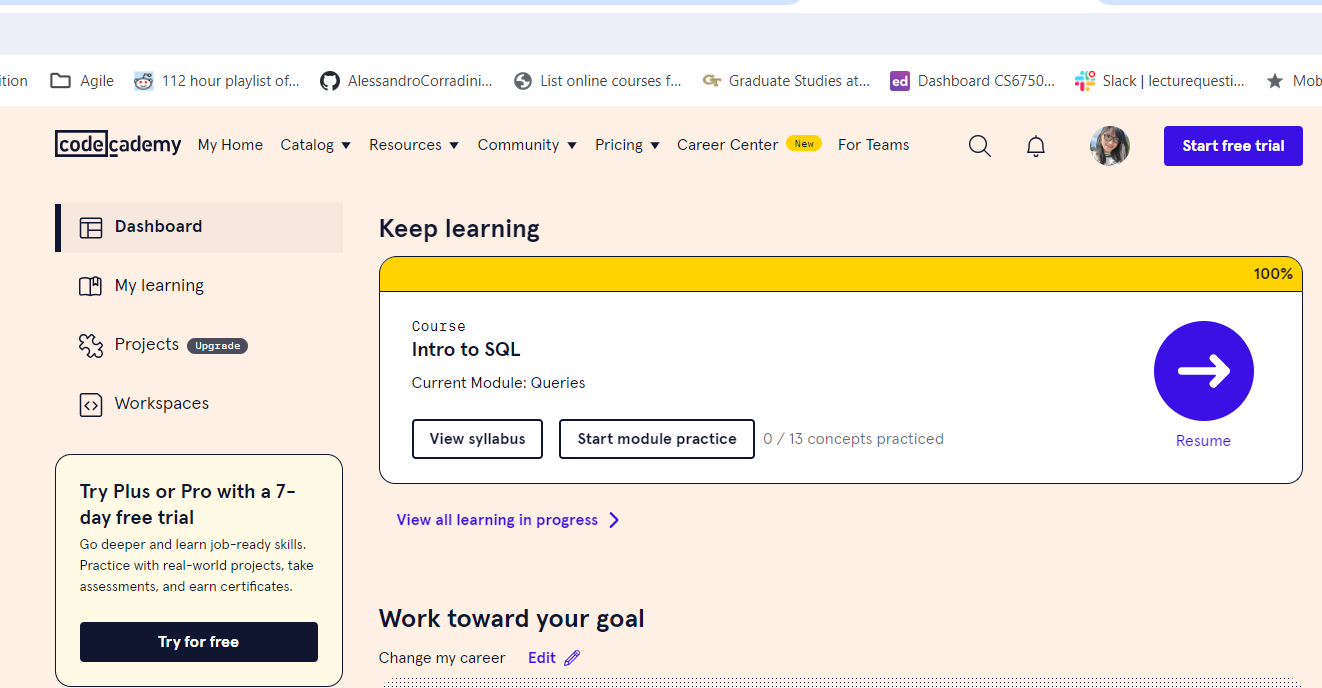 ition Agile 112 hour playlist of... AlessandroCorradini... List online courses f... GT Graduate Studies at... ed Dashboard CS6750... Slack | lecturequesti... Mob
codecademy My Home Catalog Resources Community Pricing Career Center New For Teams Start free trial
Dashboard
My learning
Projects Upgrade
Workspaces
Try Plus or Pro with a 7-
day free trial
Go deeper and learn job-ready skills.
Practice with real-world projects, take
assessments, and earn certificates.
Try for free
Keep learning
100%
Course
Intro to SQL
Current Module: Queries
View syllabus Start module practice 0 / 13 concepts practiced
Resume
View all learning in progress
Work toward your goal
Change my career Edit